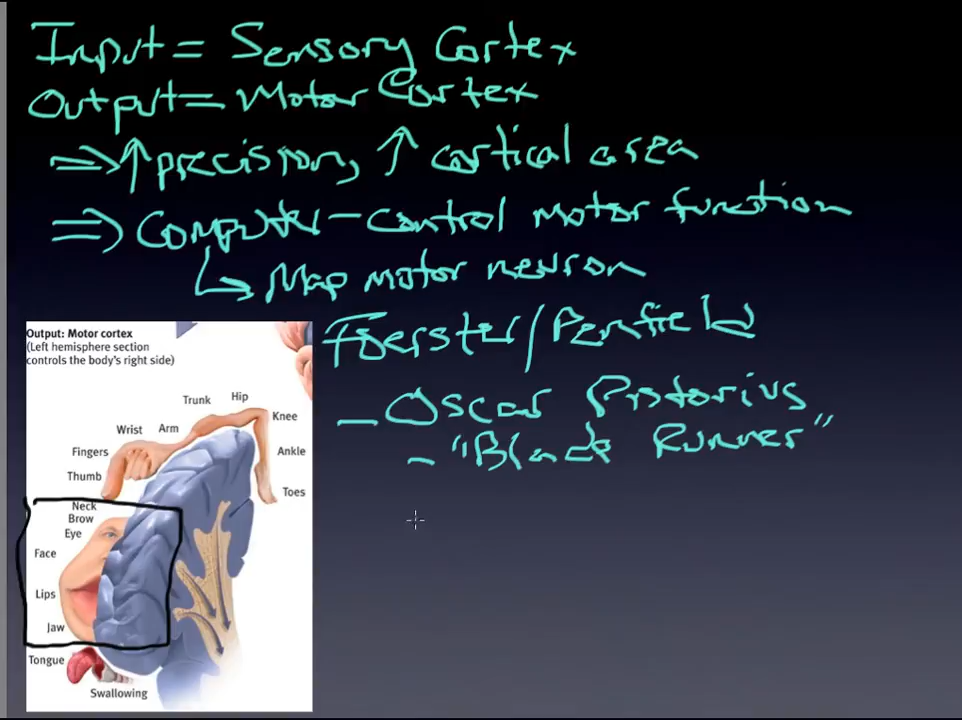 Input = Sensory Cortex
Output = Motor Cortex
⇒ ↑ precision, ↑ cortical area
⇒ Computer-control motor function
↳ Map motor neuron
Foerster/Penfield
- Oscar Pistorius
- "Blade Runner"
Output: Motor cortex
(Left hemisphere section
controls the body's right side)
Trunk
Hip
Knee
Wrist
Arm
Fingers
Ankle
Thumb
Toes
Neck
Brow
Eye
Face
Lips
Jaw
Tongue
Swallowing